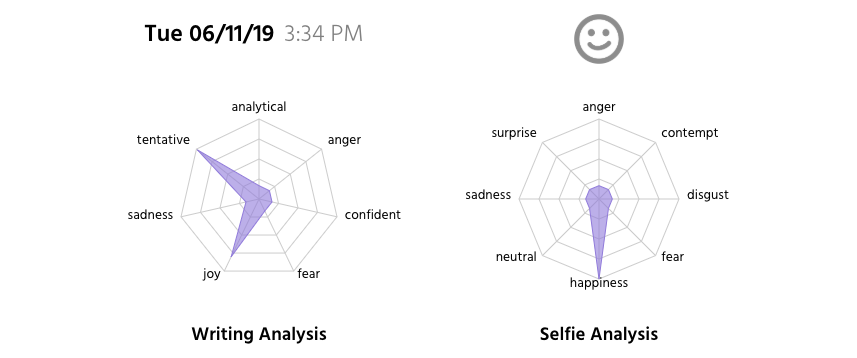 Tue 06/11/19 3:34 PM
analytical
tentative
anger
sadness
confident
joy
fear
Writing Analysis
anger
surprise
contempt
sadness
disgust
neutral
fear
happiness
Selfie Analysis